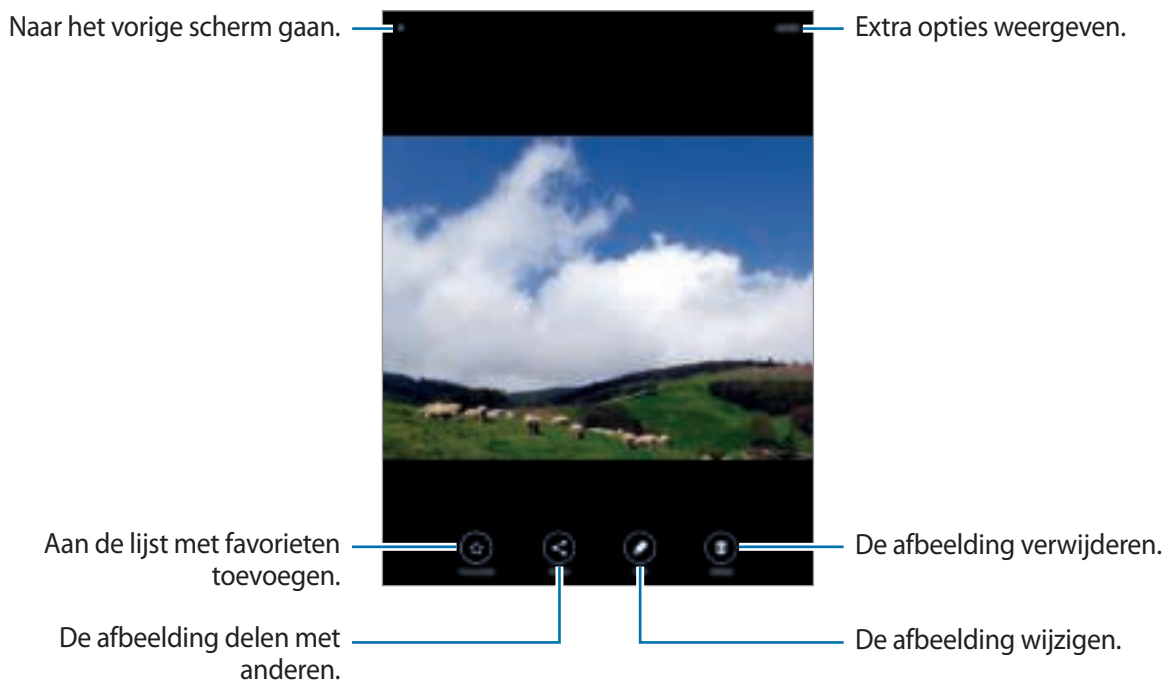 Naar het vorige scherm gaan.
Extra opties weergeven.
Aan de lijst met favorieten
toevoegen.
De afbeelding verwijderen.
De afbeelding delen met
anderen.
De afbeelding wijzigen.